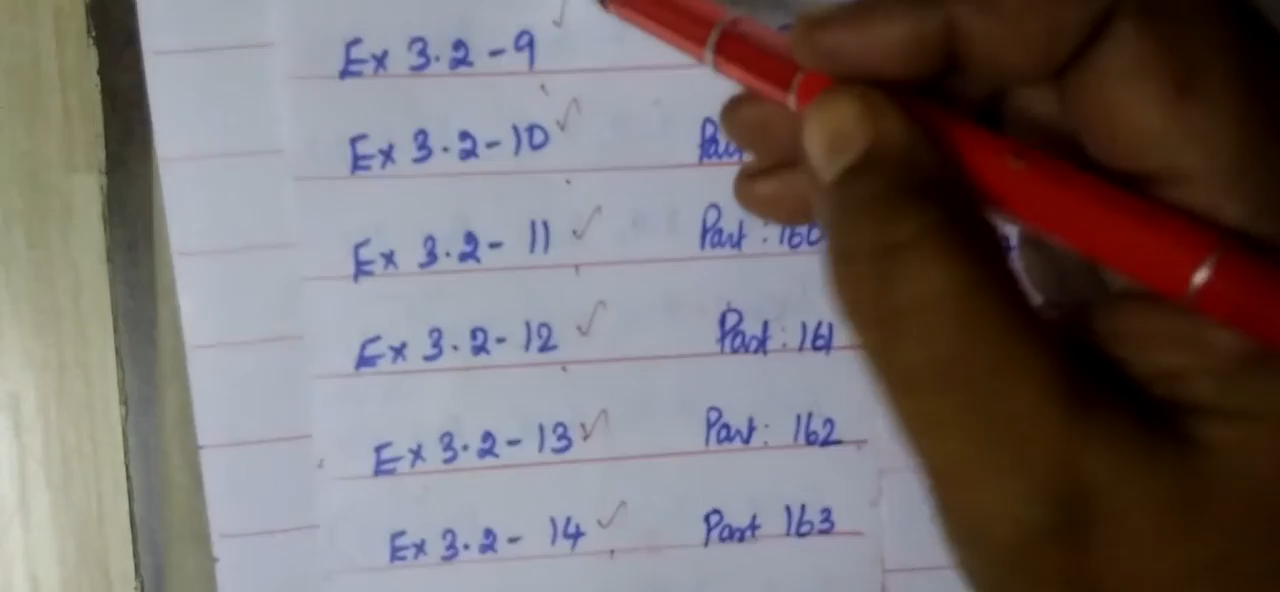 Ex 3.2-9
Ex 3.2-10
Ex 3.2- 11 Part : 160
Ex 3.2- 12 Part : 161
Ex 3.2- 13 Part: 162
Ex 3.2- 14 Part 163